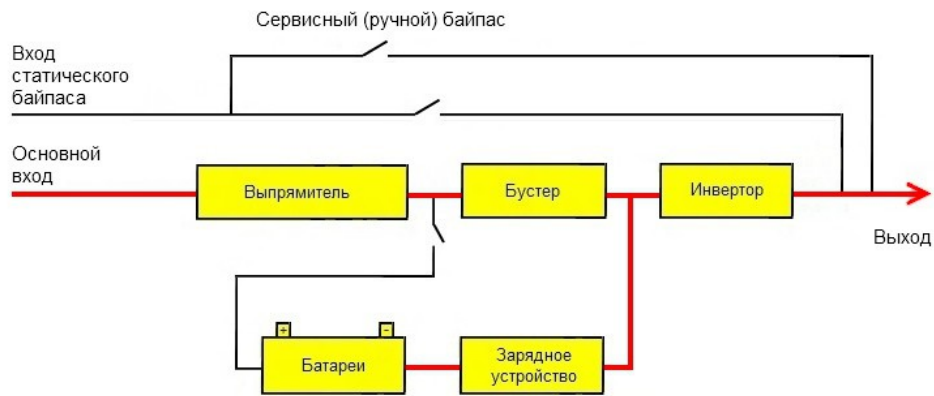 Сервисный (ручной) байпас
Вход
статического
байпаса
Основной
вход
Выпрямитель
Бустер
Инвертор
Выход
+
-
Батареи
Зарядное
устройство